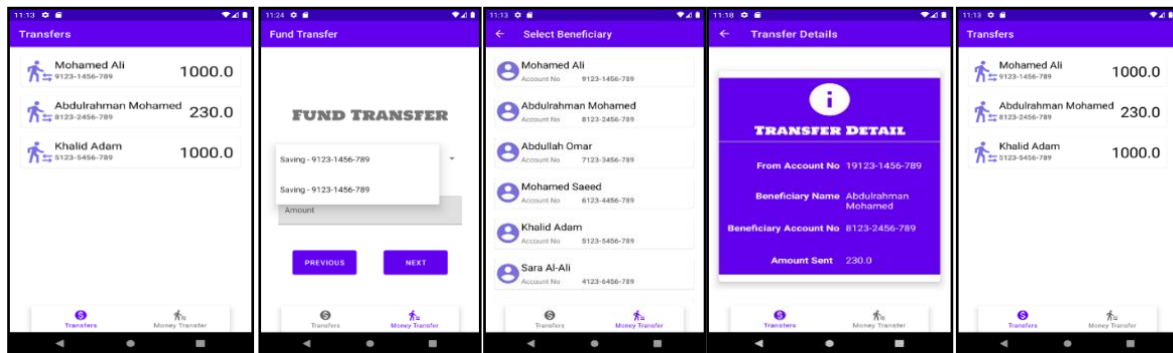 11:13
Transfers
Mohamed Ali
9123-1456-789
1000.0
Abdulrahman Mohamed
8123-2456-789
230.0
Khalid Adam
5123-5456-789
1000.0
Transfers
Money Transfer
11:24
Fund Transfer
FUND TRANSFER
Saving - 9123-1456-789
Saving - 9123-1456-789
Amount
PREVIOUS
NEXT
Transfers
Money Transfer
11:13
Select Beneficiary
Mohamed Ali
Account No 9123-1456-789
Abdulrahman Mohamed
Account No 8123-2456-789
Abdullah Omar
Account No 7123-3456-789
Mohamed Saeed
Account No 6123-4456-789
Khalid Adam
Account No 5123-5456-789
Sara Al-Ali
Account No 4123-6456-789
Transfers
Money Transfer
11:18
Transfer Details
TRANSFER DETAIL
From Account No 19123-1456-789
Beneficiary Name Abdulrahman
Mohamed
Beneficiary Account No 8123-2456-789
Amount Sent 230.0
Transfers
Money Transfer
11:13
Transfers
Mohamed Ali
9123-1456-789
1000.0
Abdulrahman Mohamed
8123-2456-789
230.0
Khalid Adam
5123-5456-789
1000.0
Transfers
Money Transfer